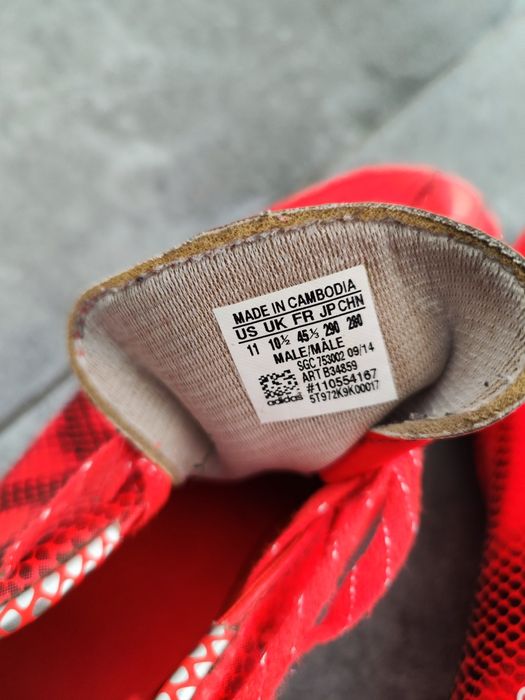 MADE IN CAMBODIA
US UK FR JP CHN
11 10½ 45⅓ 290 280
MALE/MÂLE
SGC 753002 09/14
ART B34859
#110554167
adidas 5T972K9K00017